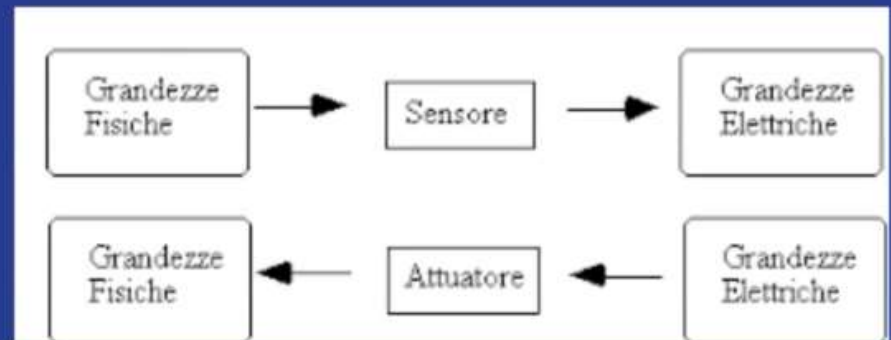 Grandezze
Fisiche
Sensore
Grandezze
Elettriche
Grandezze
Fisiche
Attuatore
Grandezze
Elettriche